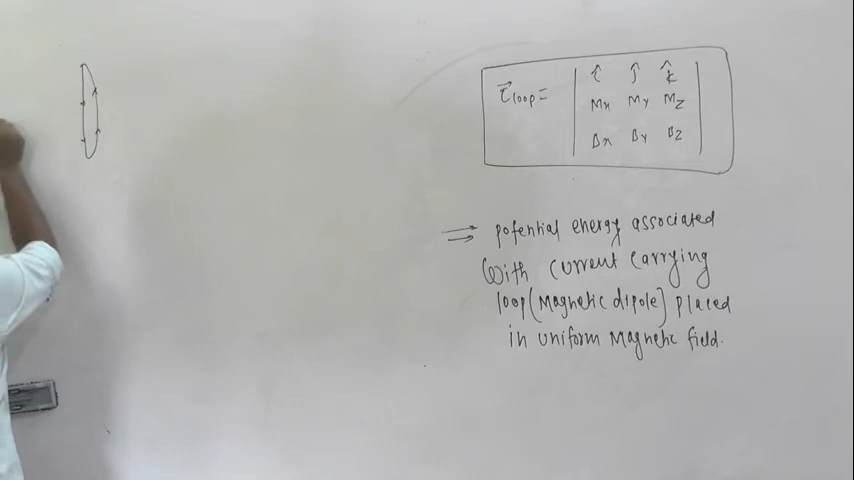 τ⃗loop = | î ĵ k̂ |
| Mx My Mz |
| Bx By Bz |
⇒ potential energy associated
with current carrying
loop (Magnetic dipole) placed
in uniform Magnetic field.